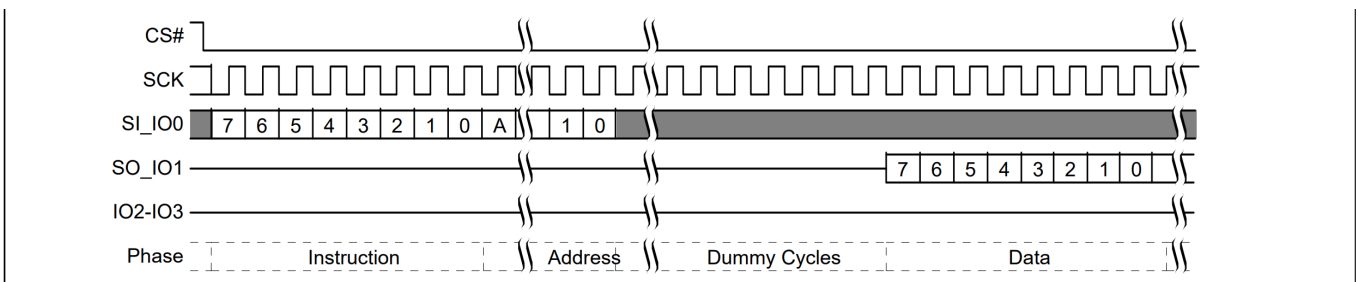 CS#
SCK
SI_IO0 7 6 5 4 3 2 1 0 A 1 0
SO_IO1 7 6 5 4 3 2 1 0
IO2-IO3
Phase Instruction Address Dummy Cycles Data